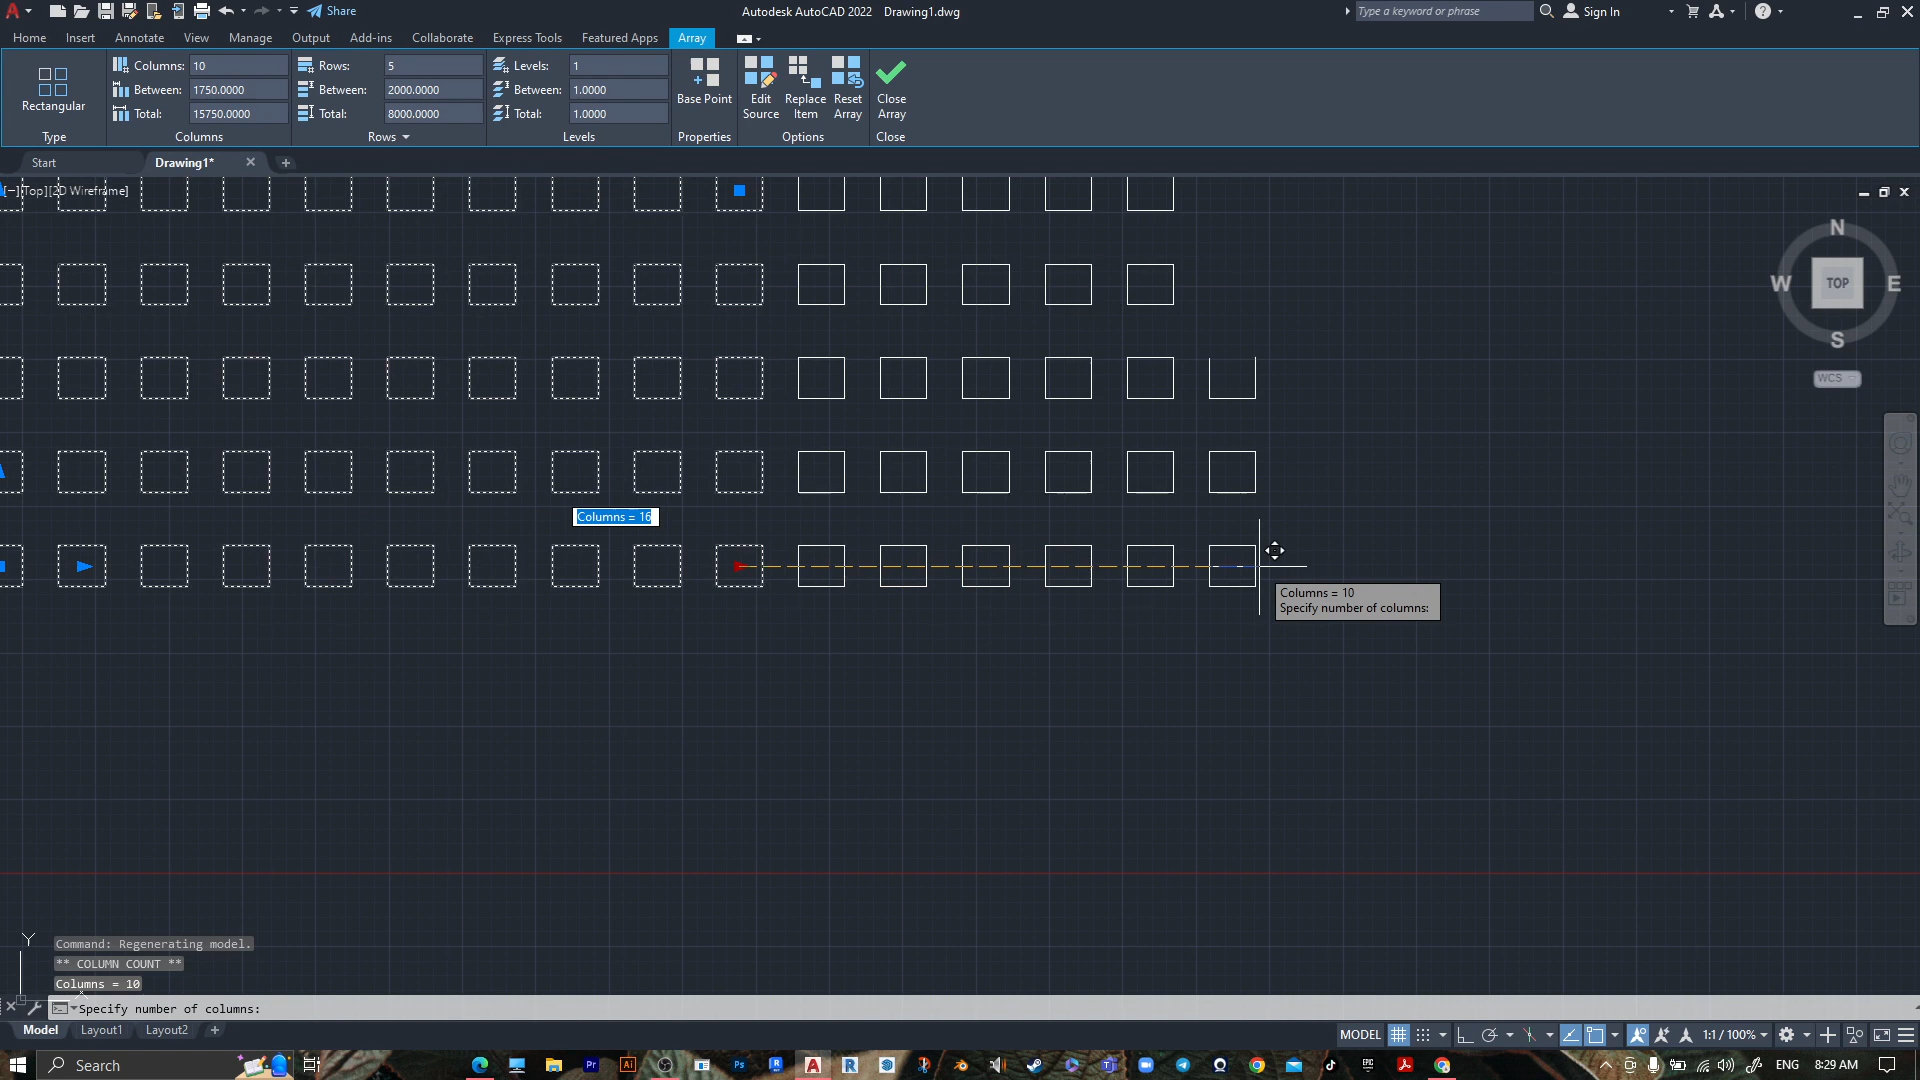 Share
Autodesk AutoCAD 2022 Drawing1.dwg
Type a keyword or phrase
Sign In
Home Insert Annotate View Manage Output Add-ins Collaborate Express Tools Featured Apps Array
Columns: 10 Rows: 5 Levels: 1
Between: 1750.0000 Between: 2000.0000 Between: 1.0000
Total: 15750.0000 Total: 8000.0000 Total: 1.0000
Rectangular
Base Point
Edit Source
Replace Item
Reset Array
Close Array
Type Columns Rows Levels Properties Options Close
Start Drawing1*
[−][Top][2D Wireframe]
N
W TOP E
S
WCS
Columns = 16
Columns = 10
Specify number of columns:
Y
Command: Regenerating model.
** COLUMN COUNT **
Columns = 10
Specify number of columns:
Model Layout1 Layout2
MODEL 1:1 / 100%
Search
ENG 8:29 AM